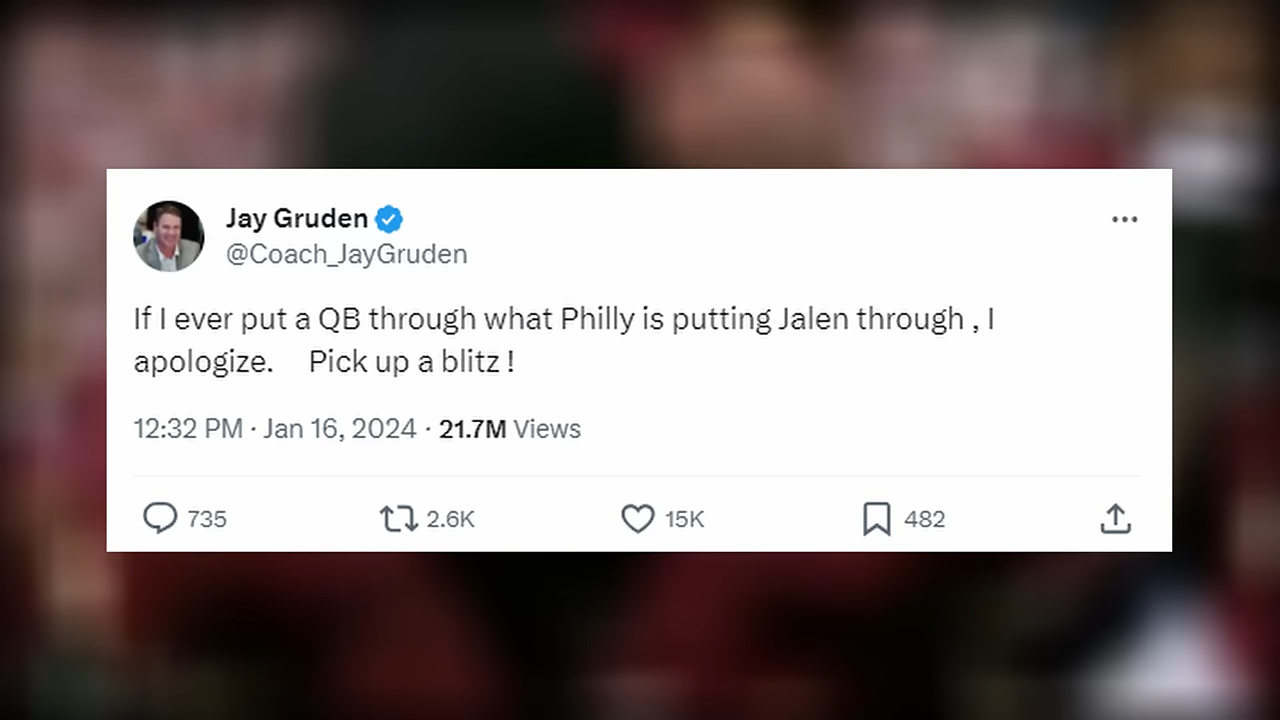 Jay Gruden
@Coach_JayGruden
If I ever put a QB through what Philly is putting Jalen through , I
apologize.    Pick up a blitz !
12:32 PM · Jan 16, 2024 · 21.7M Views
735 2.6K 15K 482